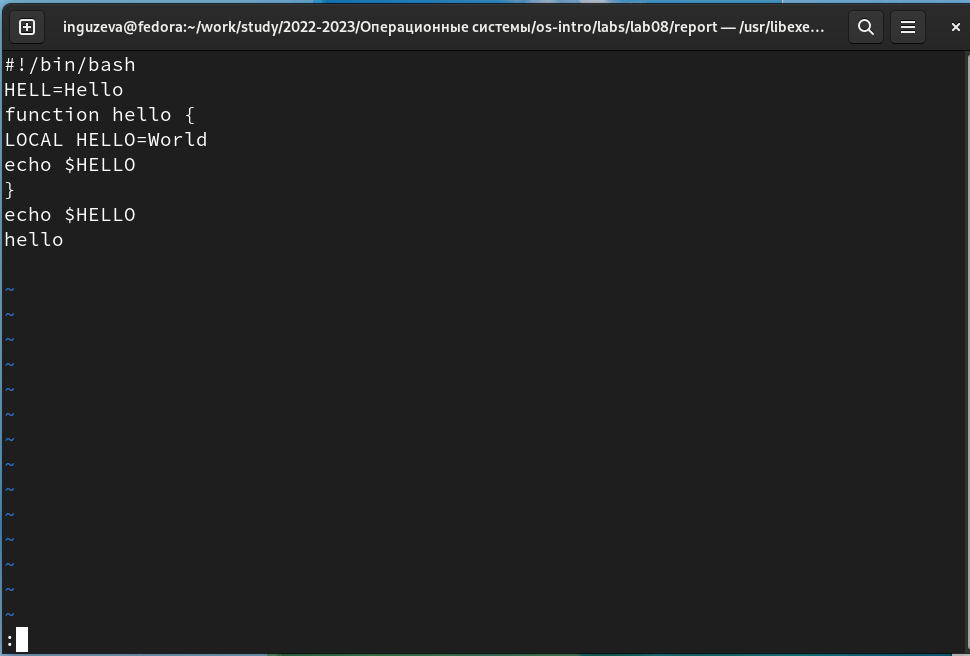 inguzeva@fedora:~/work/study/2022-2023/Операционные системы/os-intro/labs/lab08/report — /usr/libexe…
#!/bin/bash
HELL=Hello
function hello {
LOCAL HELLO=World
echo $HELLO
}
echo $HELLO
hello
~
~
~
~
~
~
~
~
~
~
~
~
~
~
: